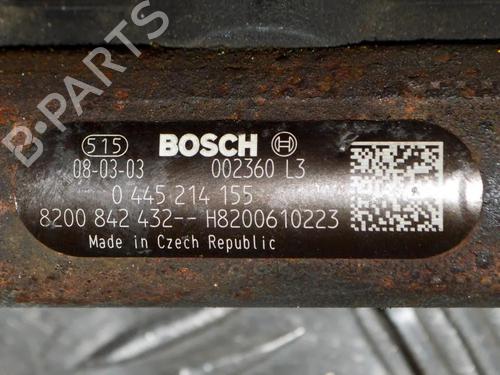 B-PARTS
515 BOSCH
08-03-03 002360 L3
0 445 214 155
8200 842 432-- H8200610223
Made in Czech Republic